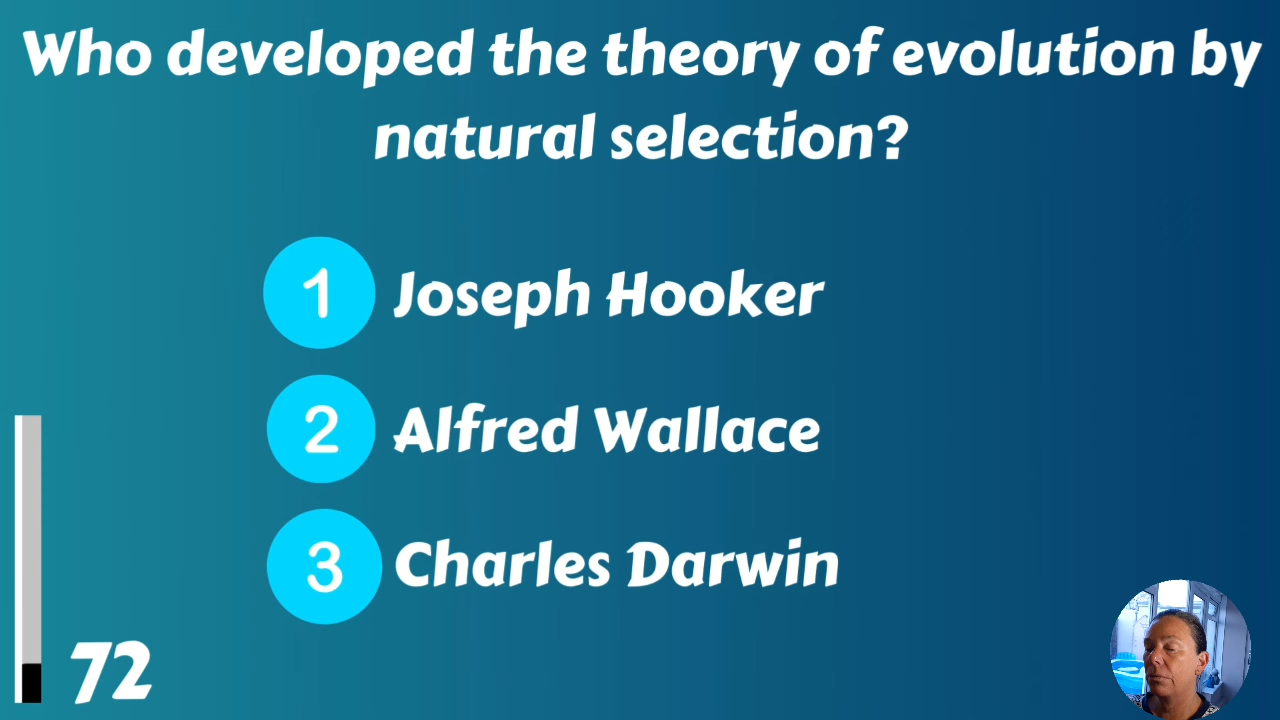 Who developed the theory of evolution by
natural selection?
1 Joseph Hooker
2 Alfred Wallace
3 Charles Darwin
72